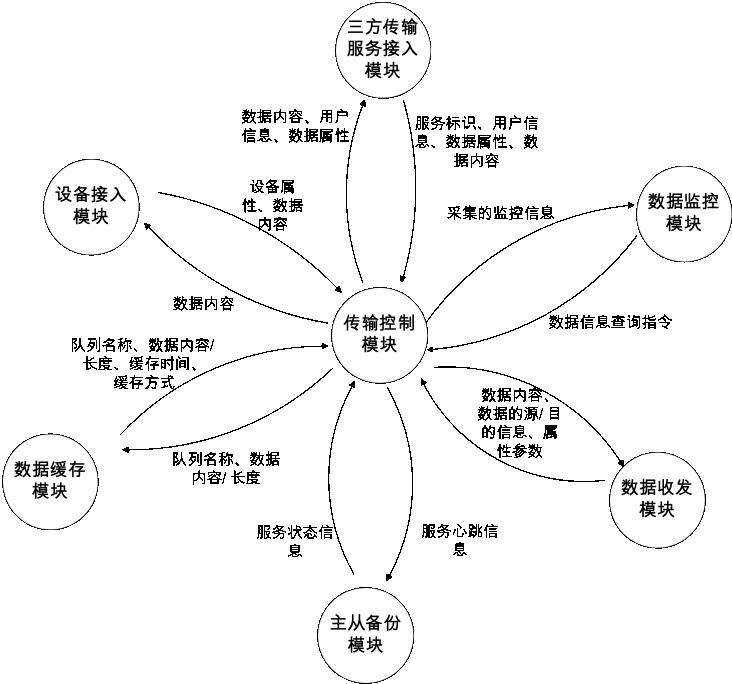 三方传输
服务接入
模块
数据内容、用户
信息、数据属性
服务标识、用户信
息、数据属性、数
据内容
设备接入
模块
设备属
性、数据
内容
采集的监控信息
数据监控
模块
数据内容
传输控制
模块
数据信息查询指令
队列名称、数据内容/
长度、缓存时间、
缓存方式
数据内容、
数据的源/ 目
的信息、属
性参数
队列名称、数据
内容/ 长度
数据缓存
模块
数据收发
模块
服务状态信
息
服务心跳信
息
主从备份
模块